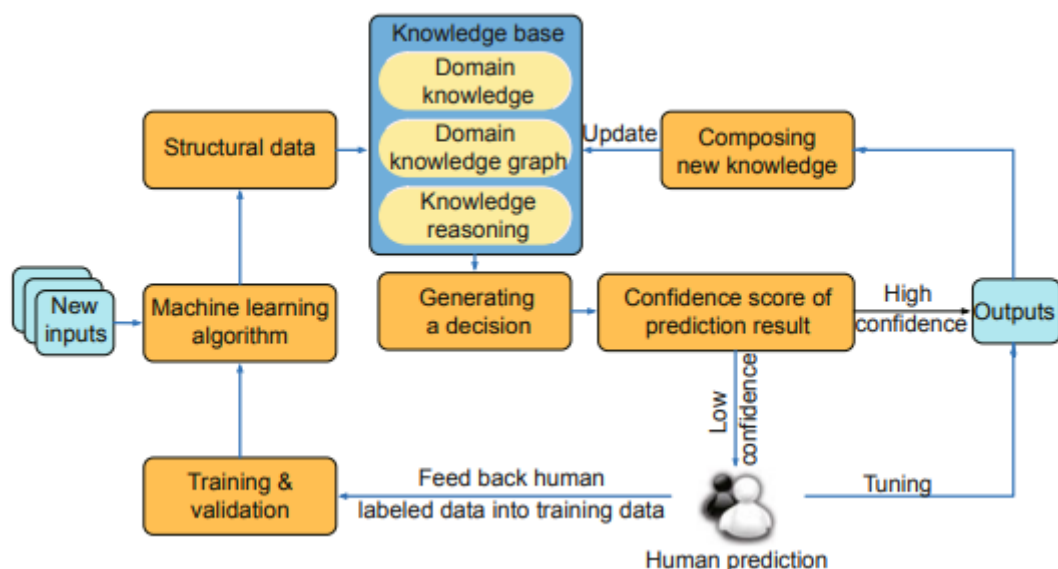 Knowledge base
Domain
knowledge
Domain
knowledge graph
Knowledge
reasoning
Structural data
Update
Composing
new knowledge
New
inputs
Machine learning
algorithm
Generating
a decision
Confidence score of
prediction result
High
confidence
Outputs
Low
confidence
Training &
validation
Feed back human
labeled data into training data
Tuning
Human prediction